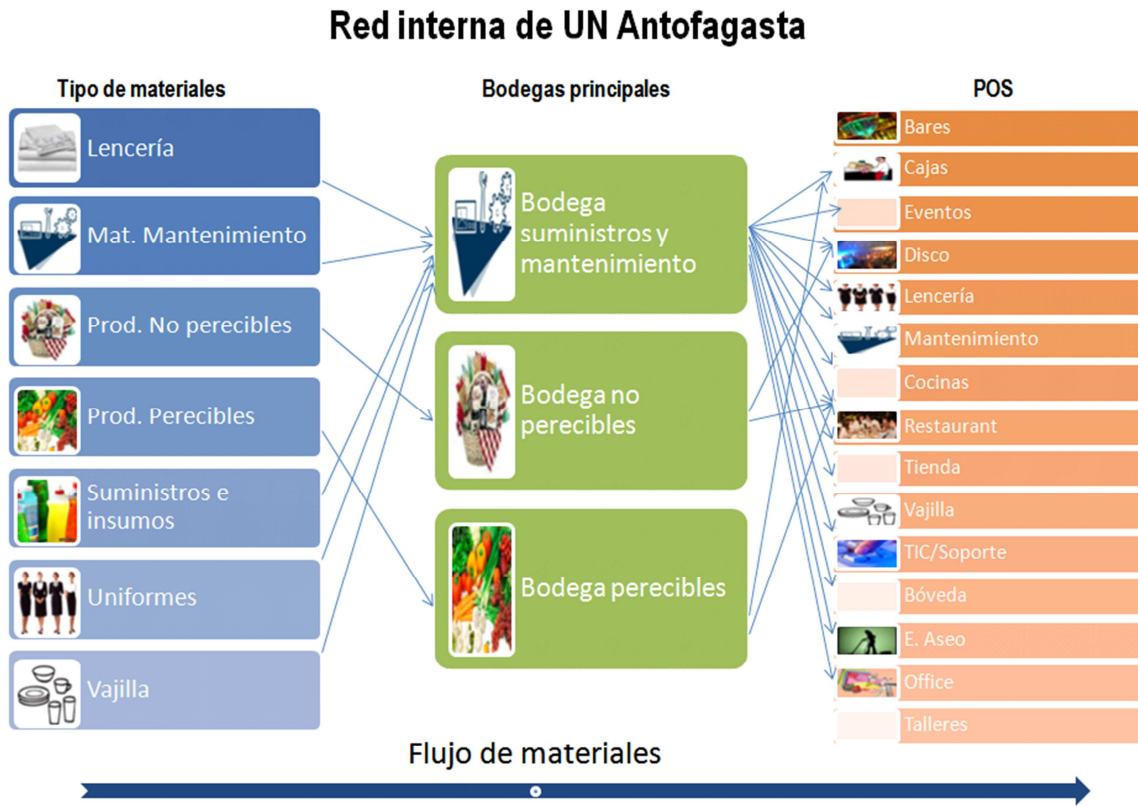 Red interna de UN Antofagasta
Tipo de materiales
Lencería
Mat. Mantenimiento
Prod. No perecibles
Prod. Perecibles
Suministros e
insumos
Uniformes
Vajilla
Bodegas principales
Bodega
suministros y
mantenimiento
Bodega no
perecibles
Bodega perecibles
POS
Bares
Cajas
Eventos
Disco
Lencería
Mantenimiento
Cocinas
Restaurant
Tienda
Vajilla
TIC/Soporte
Bóveda
E. Aseo
Office
Talleres
Flujo de materiales